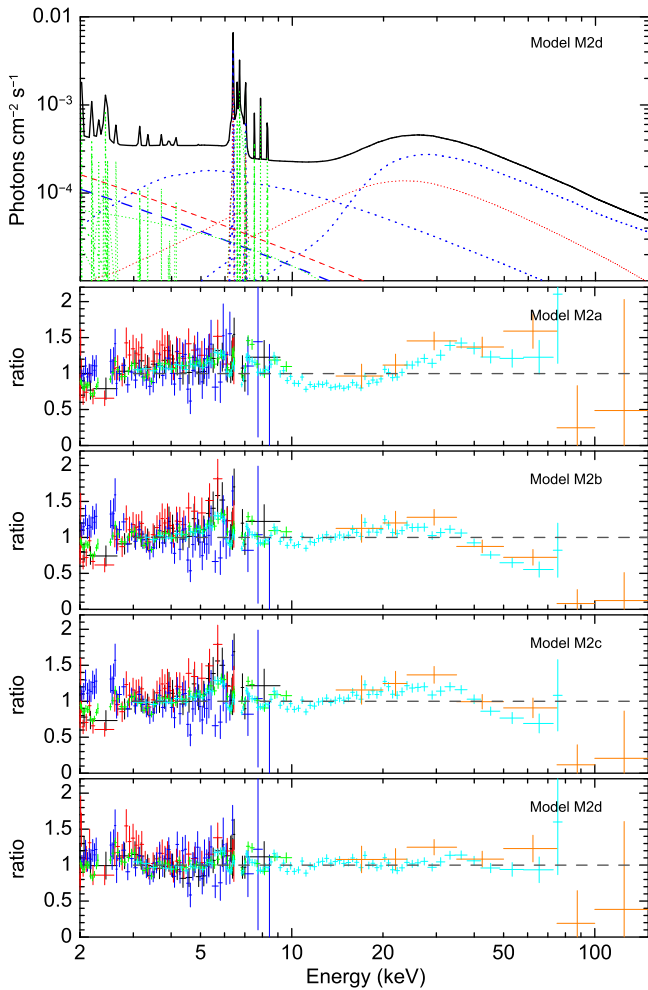 0.01
10⁻³
10⁻⁴
Photons cm⁻² s⁻¹
Model M2d
2
1.5
1
0.5
0
ratio
Model M2a
2
1.5
1
0.5
0
ratio
Model M2b
2
1.5
1
0.5
0
ratio
Model M2c
2
1.5
1
0.5
0
ratio
Model M2d
2 5 10 20 50 100
Energy (keV)